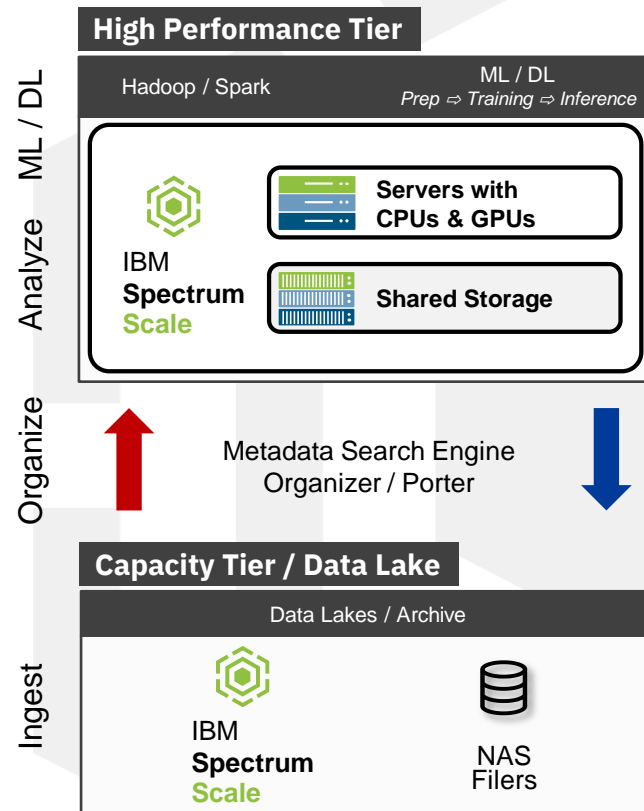 High Performance Tier
Hadoop / Spark
ML / DL
Prep ⇨ Training ⇨ Inference
ML / DL
Analyze
Organize
Ingest
Servers with
CPUs & GPUs
IBM
Spectrum
Scale
Shared Storage
Metadata Search Engine
Organizer / Porter
Capacity Tier / Data Lake
Data Lakes / Archive
IBM
Spectrum
Scale
NAS
Filers